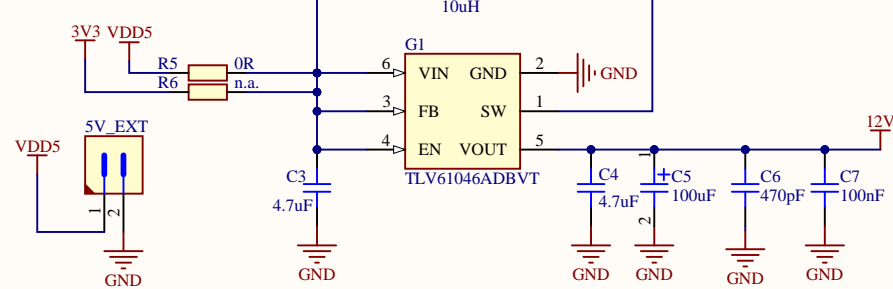 10uH
3V3 VDD5
G1
R5 0R
R6 n.a.
6 VIN GND 2 GND
3 FB SW 1
4 EN VOUT 5
12V
5V_EXT
VDD5
TLV61046ADBVT
C3
4.7uF
C4
4.7uF
1
C5
100uF
2
C6
470pF
C7
100nF
1
2
GND
GND
GND
GND
GND
GND